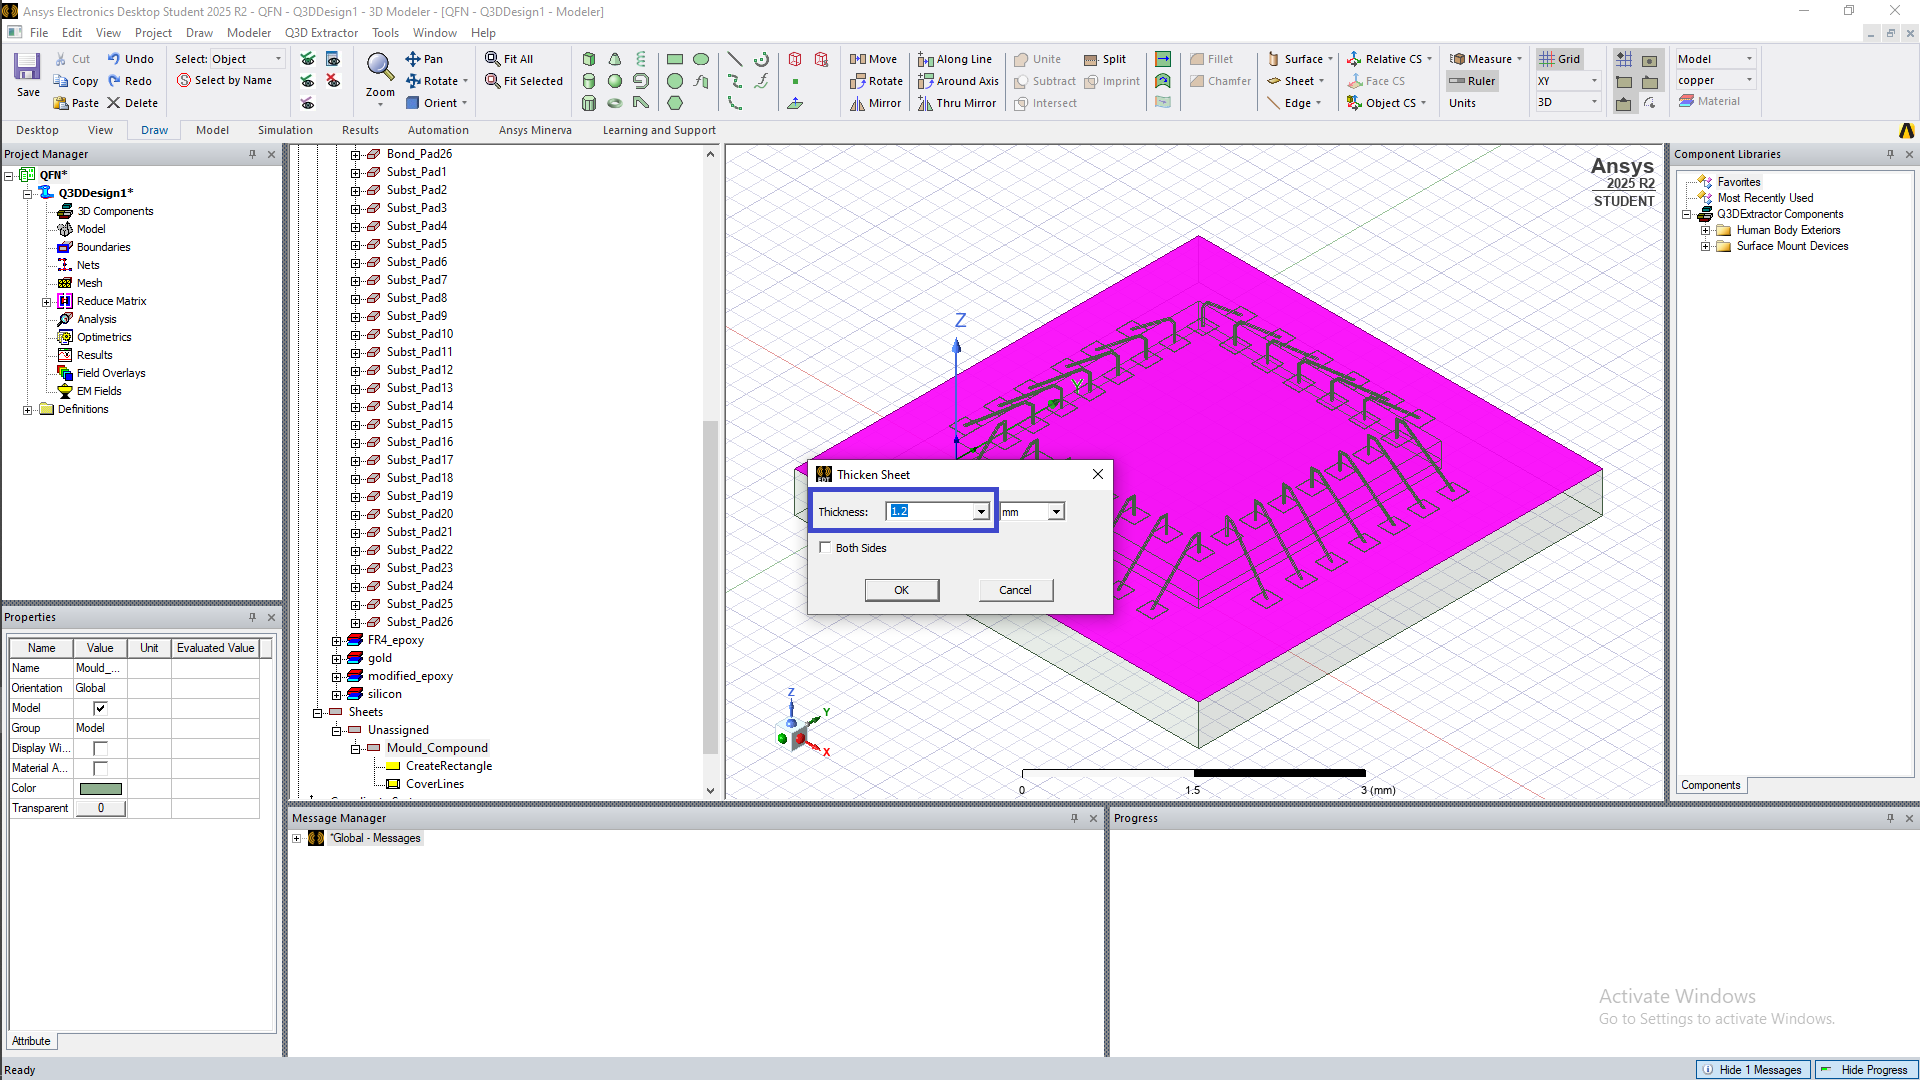 Ansys Electronics Desktop Student 2025 R2 - QFN - Q3DDesign1 - 3D Modeler - [QFN - Q3DDesign1 - Modeler]
File Edit View Project Draw Modeler Q3D Extractor Tools Window Help
Save
Cut
Copy
Paste
Undo
Redo
Delete
Select: Object
Select by Name
Zoom
Pan
Rotate
Orient
Fit All
Fit Selected
Move
Rotate
Mirror
Along Line
Around Axis
Thru Mirror
Unite
Subtract
Intersect
Split
Imprint
Fillet
Chamfer
Surface
Sheet
Edge
Relative CS
Face CS
Object CS
Measure
Ruler
Units
Grid
XY
3D
Model
copper
Material
Desktop View Draw Model Simulation Results Automation Ansys Minerva Learning and Support
Project Manager
QFN*
Q3DDesign1*
3D Components
Model
Boundaries
Nets
Mesh
Reduce Matrix
Analysis
Optimetrics
Results
Field Overlays
EM Fields
Definitions
Properties
Name Value Unit Evaluated Value
Name Mould_...
Orientation Global
Model
Group Model
Display Wi...
Material A...
Color
Transparent 0
Attribute
Bond_Pad26
Subst_Pad1
Subst_Pad2
Subst_Pad3
Subst_Pad4
Subst_Pad5
Subst_Pad6
Subst_Pad7
Subst_Pad8
Subst_Pad9
Subst_Pad10
Subst_Pad11
Subst_Pad12
Subst_Pad13
Subst_Pad14
Subst_Pad15
Subst_Pad16
Subst_Pad17
Subst_Pad18
Subst_Pad19
Subst_Pad20
Subst_Pad21
Subst_Pad22
Subst_Pad23
Subst_Pad24
Subst_Pad25
Subst_Pad26
FR4_epoxy
gold
modified_epoxy
silicon
Sheets
Unassigned
Mould_Compound
CreateRectangle
CoverLines
Ansys
2025 R2
STUDENT
Z
Y
Thicken Sheet
Thickness: 1.2 mm
Both Sides
OK Cancel
Z
Y
X
0 1.5 3 (mm)
Component Libraries
Favorites
Most Recently Used
Q3DExtractor Components
Human Body Exteriors
Surface Mount Devices
Components
Message Manager
*Global - Messages
Progress
Activate Windows
Go to Settings to activate Windows.
Ready
Hide 1 Messages Hide Progress